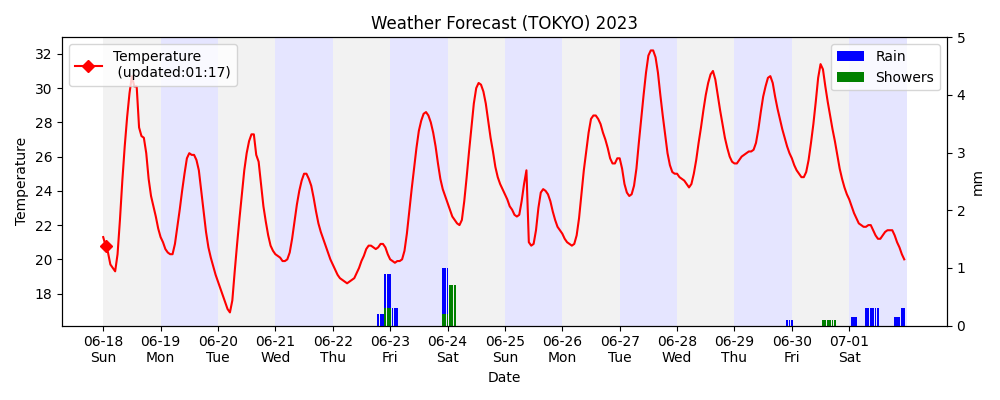 Weather Forecast (TOKYO) 2023
Temperature
(updated:01:17)
Rain
Showers
Temperature
32
30
28
26
24
22
20
18
5
4
3
2
1
0
mm
06-18 06-19 06-20 06-21 06-22 06-23 06-24 06-25 06-26 06-27 06-28 06-29 06-30 07-01
Sun Mon Tue Wed Thu Fri Sat Sun Mon Tue Wed Thu Fri Sat
Date